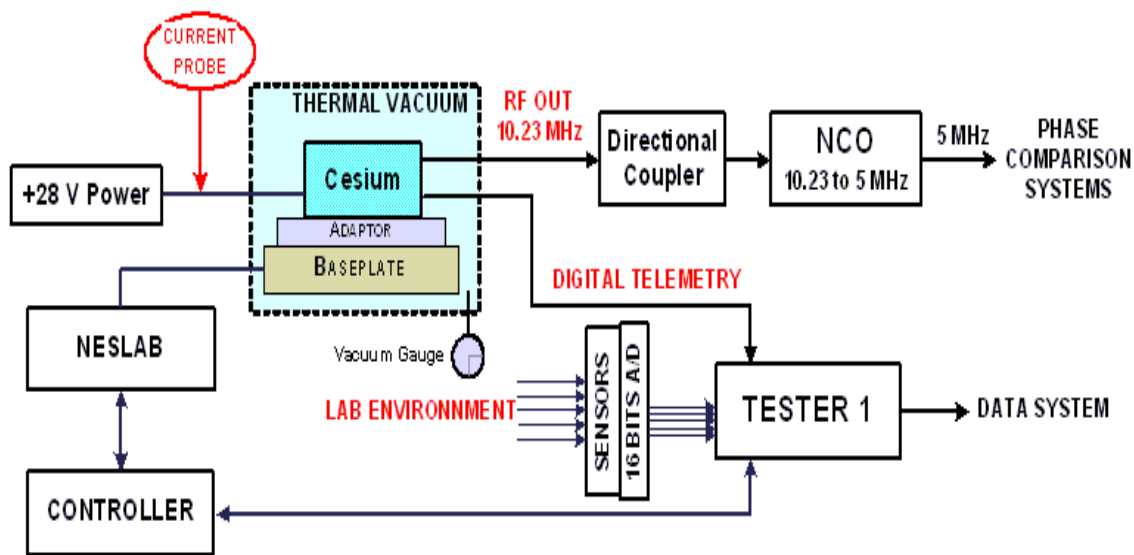 CURRENT
PROBE
THERMAL VACUUM
RF OUT
10.23 MHz
Directional
Coupler
NCO
10.23 to 5 MHz
5 MHz
PHASE
COMPARISON
SYSTEMS
+28 V Power
Cesium
ADAPTOR
BASEPLATE
DIGITAL TELEMETRY
NESLAB
Vacuum Gauge
LAB ENVIRONNMENT
SENSORS
16 BITS A/D
TESTER 1
DATA SYSTEM
CONTROLLER